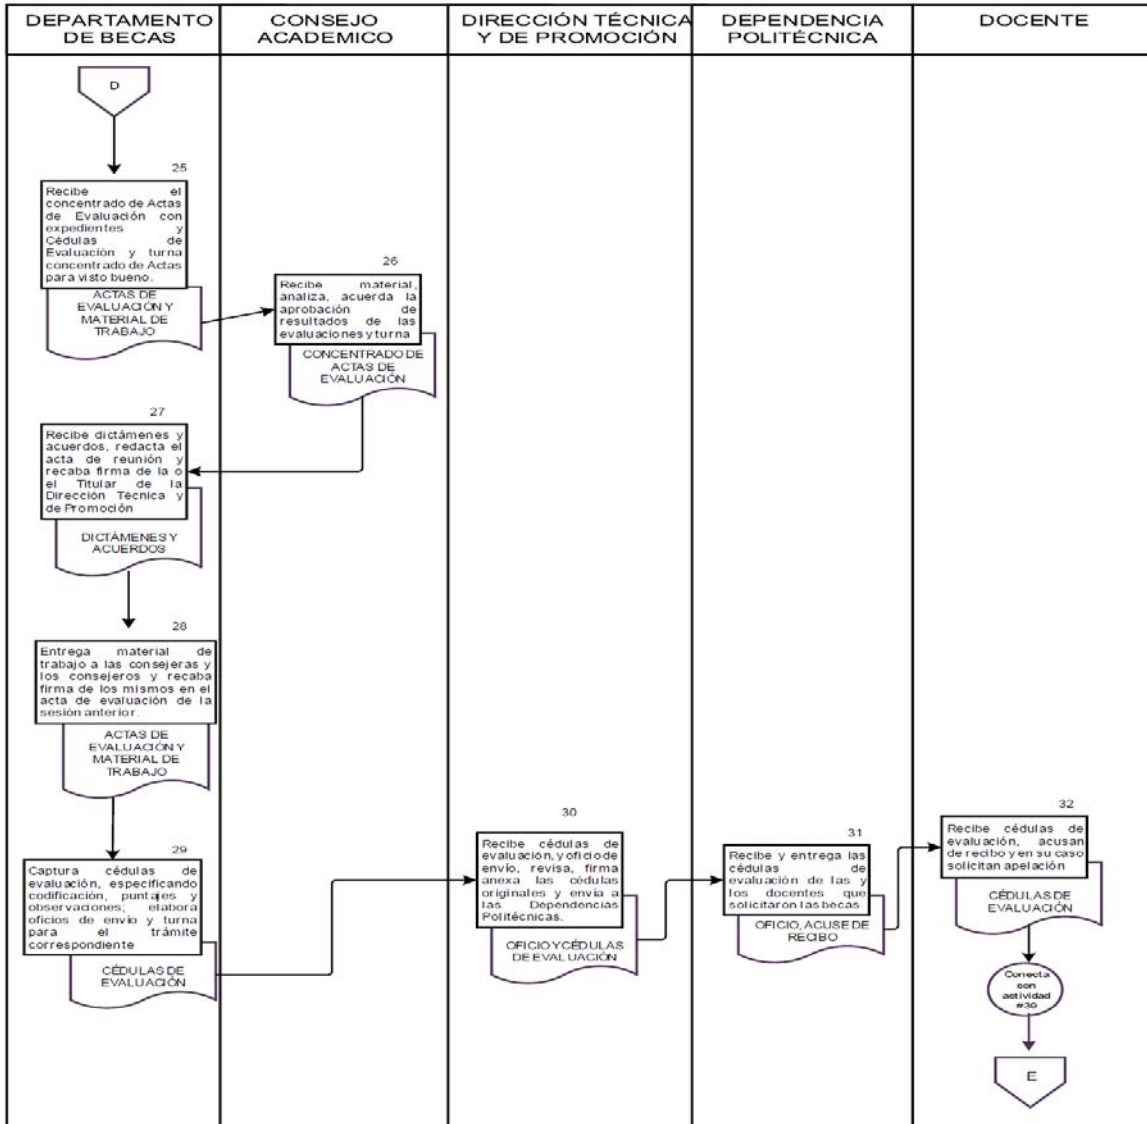 DEPARTAMENTO
DE BECAS
CONSEJO
ACADEMICO
DIRECCIÓN TÉCNICA
Y DE PROMOCIÓN
DEPENDENCIA
POLITÉCNICA
DOCENTE
D
25
Recibe el
concentrado de Actas
de Evaluación con
expedientes y
Cédulas de
Evaluación y turna
concentrado de Actas
para visto bueno.
ACTAS DE
EVALUACIÓN Y
MATERIAL DE
TRABAJO
26
Recibe material,
analiza, acuerda la
aprobación de
resultados de las
evaluaciones y turna
CONCENTRADO DE
ACTAS DE
EVALUACIÓN
27
Recibe dictámenes y
acuerdos, redacta el
acta de reunión y
recaba firma de la o
el Titular de la
Dirección Técnica y
de Promoción
DICTÁMENES Y
ACUERDOS
28
Entrega material de
trabajo a las consejeras y
los consejeros y recaba
firma de los mismos en el
acta de evaluación de la
sesión anterior.
ACTAS DE
EVALUACIÓN Y
MATERIAL DE
TRABAJO
29
Captura cédulas de
evaluación, especificando
codificación, puntajes y
observaciones; elabora
oficios de envío y turna
para el trámite
correspondiente
CÉDULAS DE
EVALUACIÓN
30
Recibe cédulas de
evaluación, y oficio de
envío, revisa, firma
anexa las cédulas
originales y envía a
las Dependencias
Politécnicas.
OFICIO Y CÉDULAS
DE EVALUACIÓN
31
Recibe y entrega las
cédulas de
evaluación de las y
los docentes que
solicitaron las becas
OFICIO, ACUSE DE
RECIBO
32
Recibe cédulas de
evaluación, acusan
de recibo y en su caso
solicitan apelación
CÉDULAS DE
EVALUACIÓN
Conecta
con
actividad
#30
E